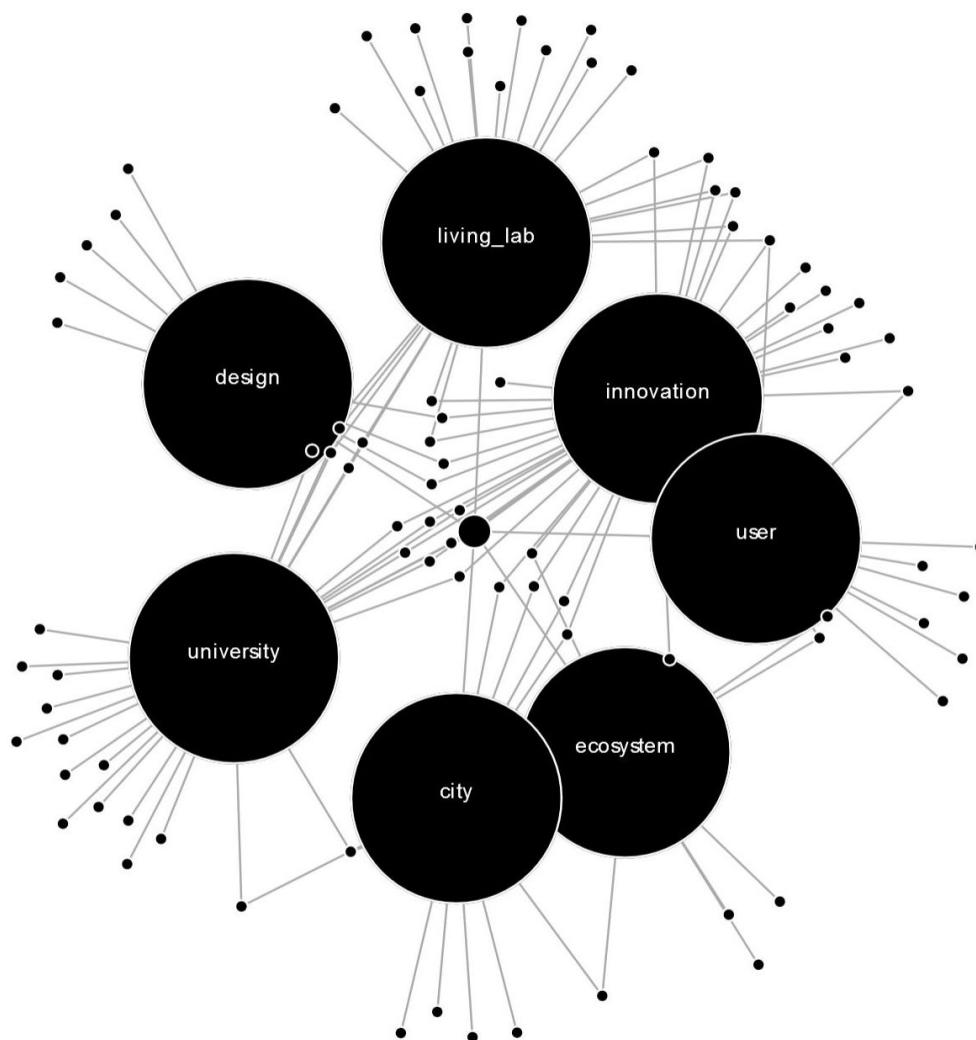 living_lab
design
innovation
user
university
ecosystem
city